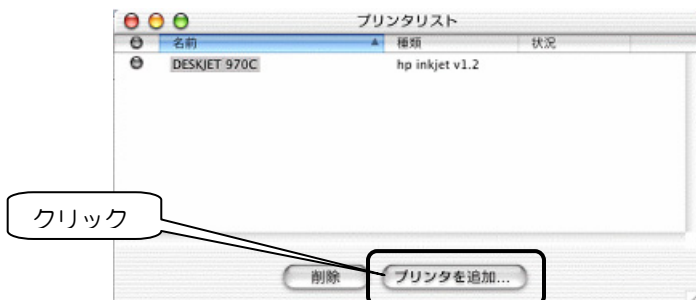 プリンタリスト
名前 種類 状況
DESKJET 970C hp inkjet v1.2
クリック
削除 プリンタを追加...